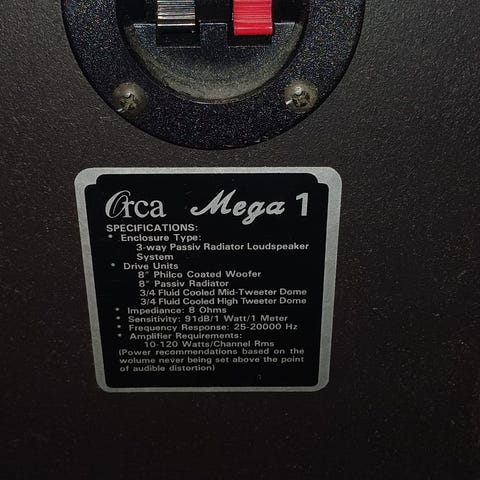 Orca Mega 1
SPECIFICATIONS:
* Enclosure Type:
3-way Passiv Radiator Loudspeaker
System
* Drive Units
8" Philco Coated Woofer
8" Passiv Radiator
3/4 Fluid Cooled Mid-Tweeter Dome
3/4 Fluid Cooled High Tweeter Dome
* Impedance: 8 Ohms
* Sensitivity: 91dB/1 Watt/1 Meter
* Frequency Response: 25-20000 Hz
* Amplifier Requirements:
10-120 Watts/Channel Rms
(Power recommendations based on the
wolume never being set above the point
of audible distortion)